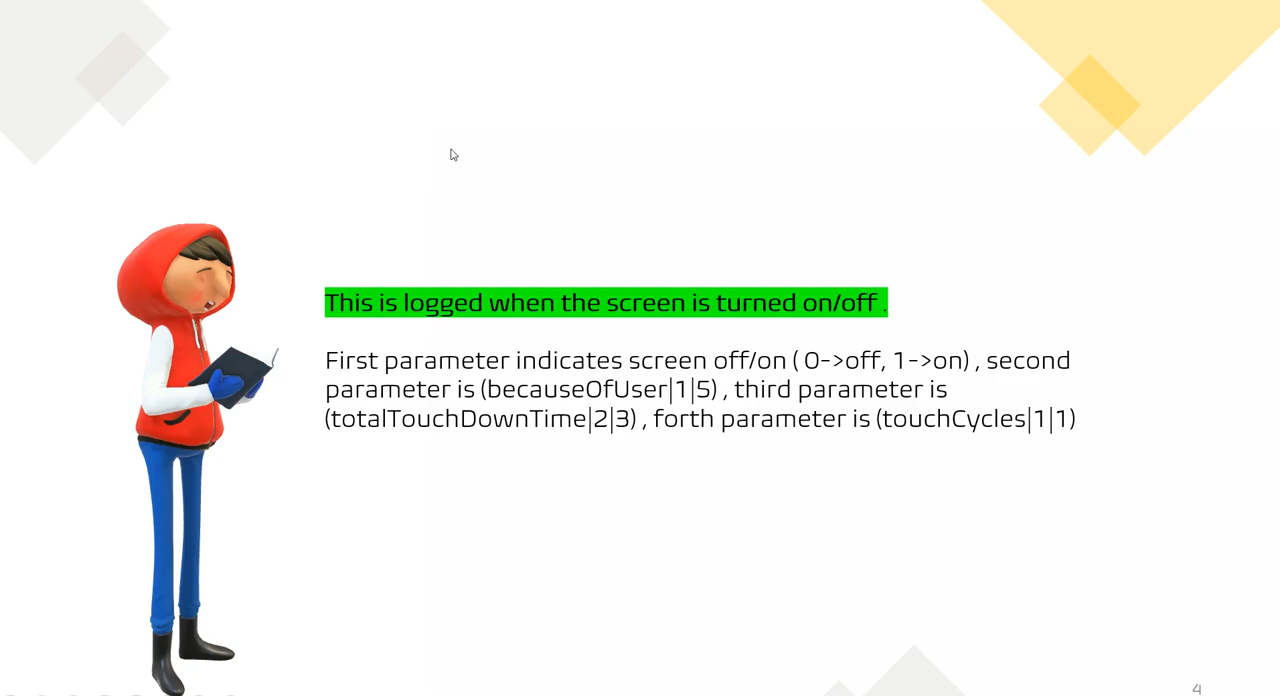 This is logged when the screen is turned on/off .
First parameter indicates screen off/on ( 0->off, 1->on) , second
parameter is (becauseOfUser|1|5) , third parameter is
(totalTouchDownTime|2|3) , forth parameter is (touchCycles|1|1)
4